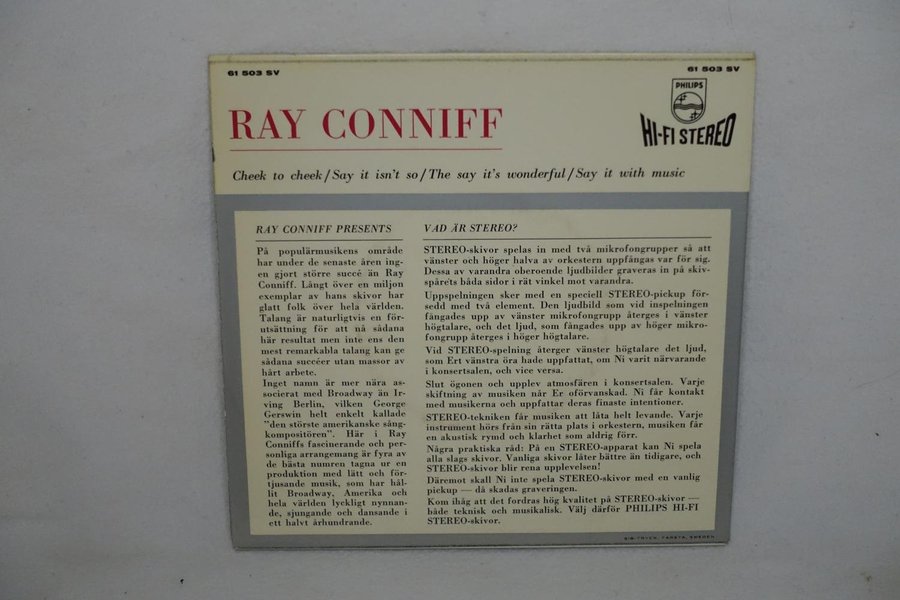 61 503 SV
61 503 SV
PHILIPS
HI-FI STEREO
RAY CONNIFF
Cheek to cheek/Say it isn't so/The say it's wonderful/Say it with music
RAY CONNIFF PRESENTS
På populärmusikens område
har under de senaste åren ing-
en gjort större succé än Ray
Conniff. Långt över en miljon
exemplar av hans skivor har
glatt folk över hela världen.
Talang är naturligtvis en för-
utsättning för att nå sådana
här resultat men inte ens den
mest remarkabla talang kan ge
sådana succéer utan massor av
hårt arbete.
Inget namn är mer nära as-
socierat med Broadway än Ir-
ving Berlin, vilken George
Gerswin helt enkelt kallade
"den störste amerikanske sång-
kompositören". Här i Ray
Conniffs fascinerande och per-
sonliga arrangemang är fyra av
de bästa numren tagna ur en
produktion med lätt och för-
tjusande musik, som har hål-
lit Broadway, Amerika och
hela världen lyckligt nynnan-
de, sjungande och dansande i
ett halvt århundrande.
VAD ÄR STEREO?
STEREO-skivor spelas in med två mikrofongrupper så att
vänster och höger halva av orkestern uppfångas var för sig.
Dessa av varandra oberoende ljudbilder graveras in på skiv-
spårets båda sidor i rät vinkel mot varandra.
Uppspelningen sker med en speciell STEREO-pickup för-
sedd med två element. Den ljudbild som vid inspelningen
fångades upp av vänster mikrofongrupp återges i vänster
högtalare, och det ljud, som fångades upp av höger mikro-
fongrupp återges i höger högtalare.
Vid STEREO-spelning återger vänster högtalare det ljud,
som Ert vänstra öra hade uppfattat, om Ni varit närvarande
i konsertsalen, och vice versa.
Slut ögonen och upplev atmosfären i konsertsalen. Varje
skiftning av musiken når Er oförvanskad. Ni får kontakt
med musikerna och uppfattar deras finaste intentioner.
STEREO-tekniken får musiken att låta helt levande. Varje
instrument hörs från sin rätta plats i orkestern, musiken får
en akustisk rymd och klarhet som aldrig förr.
Några praktiska råd: På en STEREO-apparat kan Ni spela
alla slags skivor. Vanliga skivor låter bättre än tidigare, och
STEREO-skivor blir rena upplevelsen!
Däremot skall Ni inte spela STEREO-skivor med en vanlig
pickup — då skadas graveringen.
Kom ihåg att det fordras hög kvalitet på STEREO-skivor —
både teknisk och musikalisk. Välj därför PHILIPS HI-FI
STEREO-skivor.
FARSTA, SWEDEN